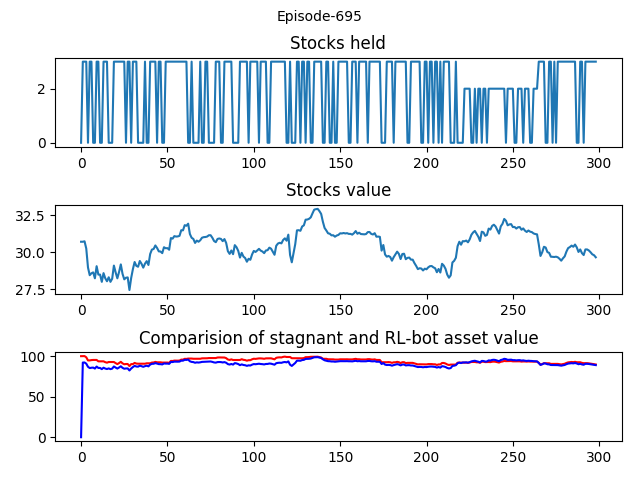 Episode-695
Stocks held
2
0
0 50 100 150 200 250 300
Stocks value
32.5
30.0
27.5
0 50 100 150 200 250 300
Comparision of stagnant and RL-bot asset value
100
50
0
0 50 100 150 200 250 300